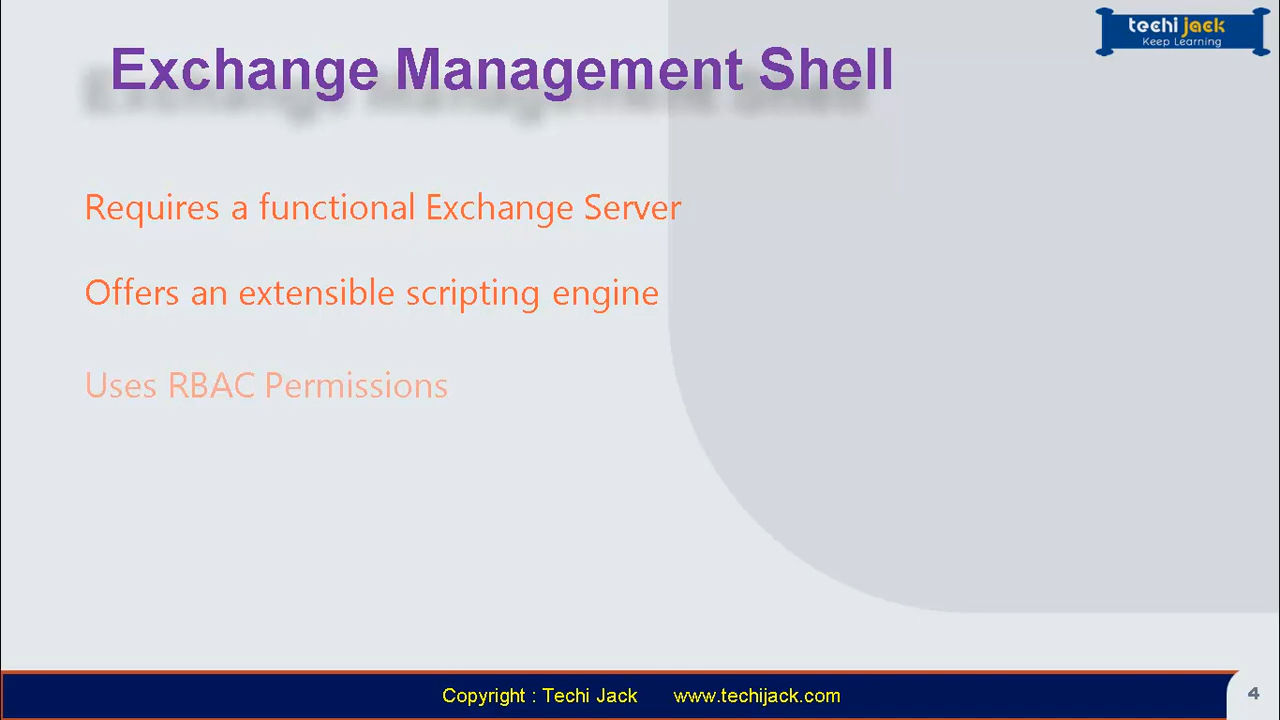 techi jack
Keep Learning
Exchange Management Shell
Requires a functional Exchange Server
Offers an extensible scripting engine
Uses RBAC Permissions
Copyright : Techi Jack www.techijack.com
4